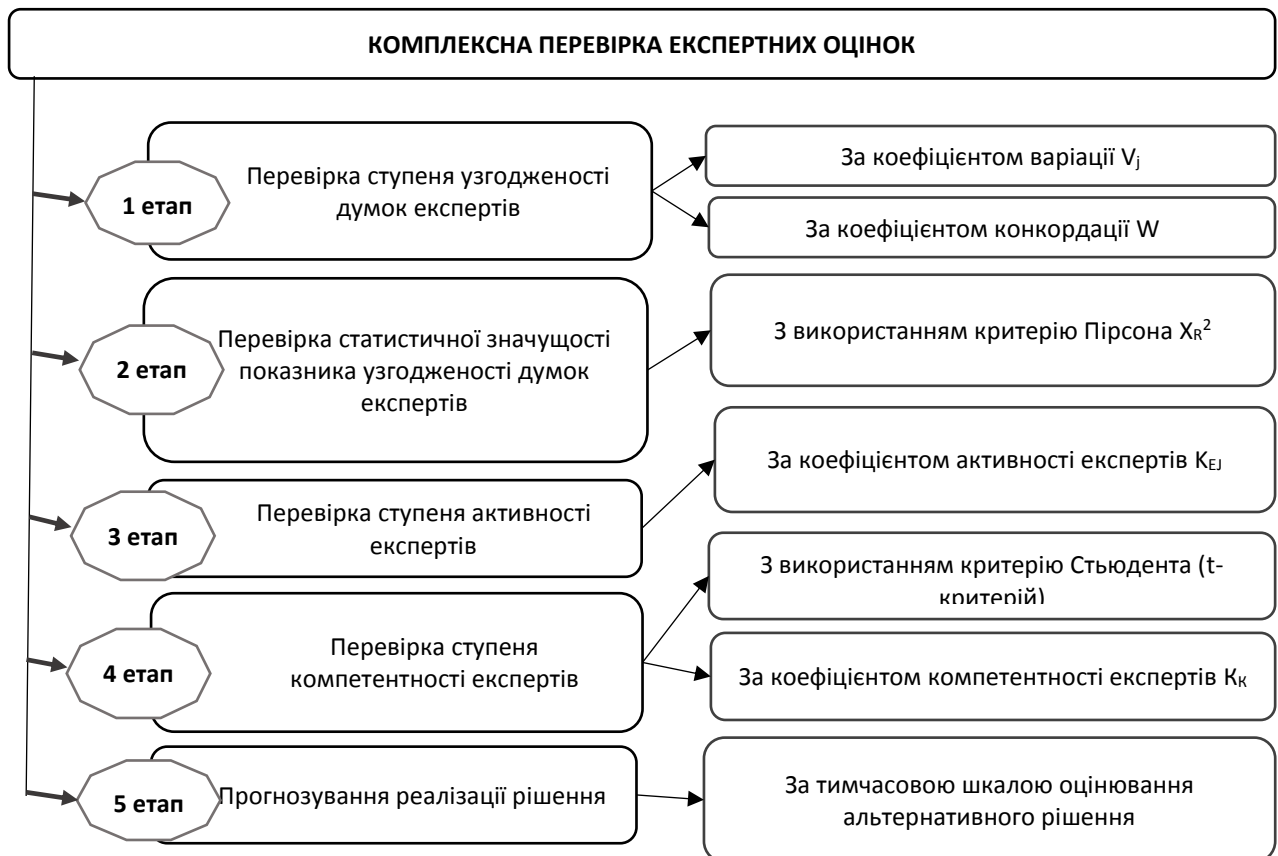 КОМПЛЕКСНА ПЕРЕВІРКА ЕКСПЕРТНИХ ОЦІНОК
1 етап
Перевірка ступеня узгодженості
думок експертів
За коефіцієнтом варіації Vj
За коефіцієнтом конкордації W
2 етап
Перевірка статистичної значущості
показника узгодженості думок
експертів
З використанням критерію Пірсона XR²
3 етап
Перевірка ступеня активності
експертів
За коефіцієнтом активності експертів KEJ
4 етап
Перевірка ступеня
компетентності експертів
З використанням критерію Стьюдента (t-
критерій)
За коефіцієнтом компетентності експертів КК
5 етап
Прогнозування реалізації рішення
За тимчасовою шкалою оцінювання
альтернативного рішення